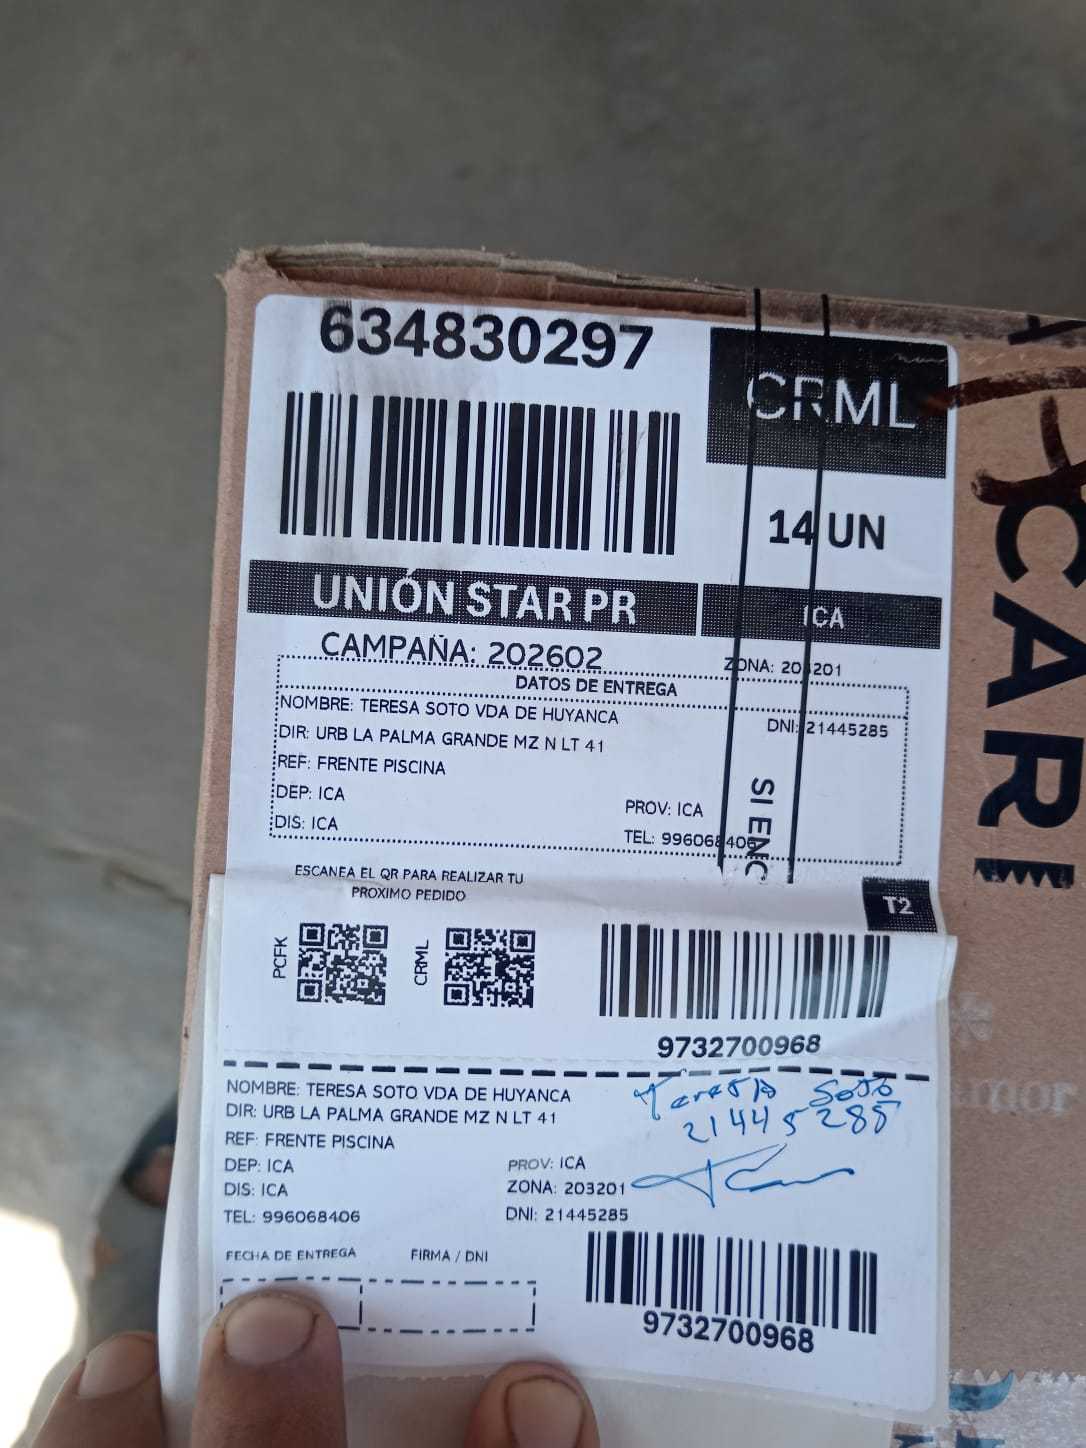 634830297
CRML
14 UN
UNIÓN STAR PR
ICA
CAMPAÑA: 202602
ZONA: 203201
DATOS DE ENTREGA
NOMBRE: TERESA SOTO VDA DE HUYANCA
DNI: 21445285
DIR: URB LA PALMA GRANDE MZ N LT 41
REF: FRENTE PISCINA
DEP: ICA
PROV: ICA
DIS: ICA
TEL: 996068406
SI ENC
CARE
ESCANEA EL QR PARA REALIZAR TU
PROXIMO PEDIDO
T2
PCFK
CRML
9732700968
NOMBRE: TERESA SOTO VDA DE HUYANCA
DIR: URB LA PALMA GRANDE MZ N LT 41
REF: FRENTE PISCINA
DEP: ICA
PROV: ICA
DIS: ICA
ZONA: 203201
TEL: 996068406
DNI: 21445285
Teresa Soto
21445285
FECHA DE ENTREGA
FIRMA / DNI
9732700968